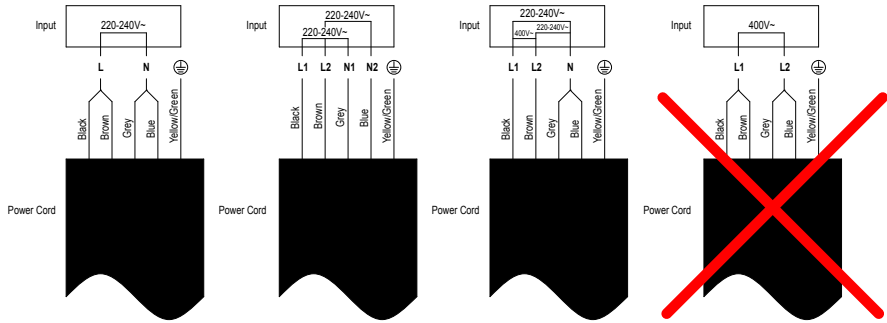 Input
220-240V~
L N
Black
Brown
Grey
Blue
Yellow/Green
Power Cord
Input
220-240V~
220-240V~
L1 L2 N1 N2
Black
Brown
Grey
Blue
Yellow/Green
Power Cord
Input
220-240V~
400V~ 220-240V~
L1 L2 N
Black
Brown
Grey
Blue
Yellow/Green
Power Cord
Input
400V~
L1 L2
Black
Brown
Grey
Blue
Yellow/Green
Power Cord